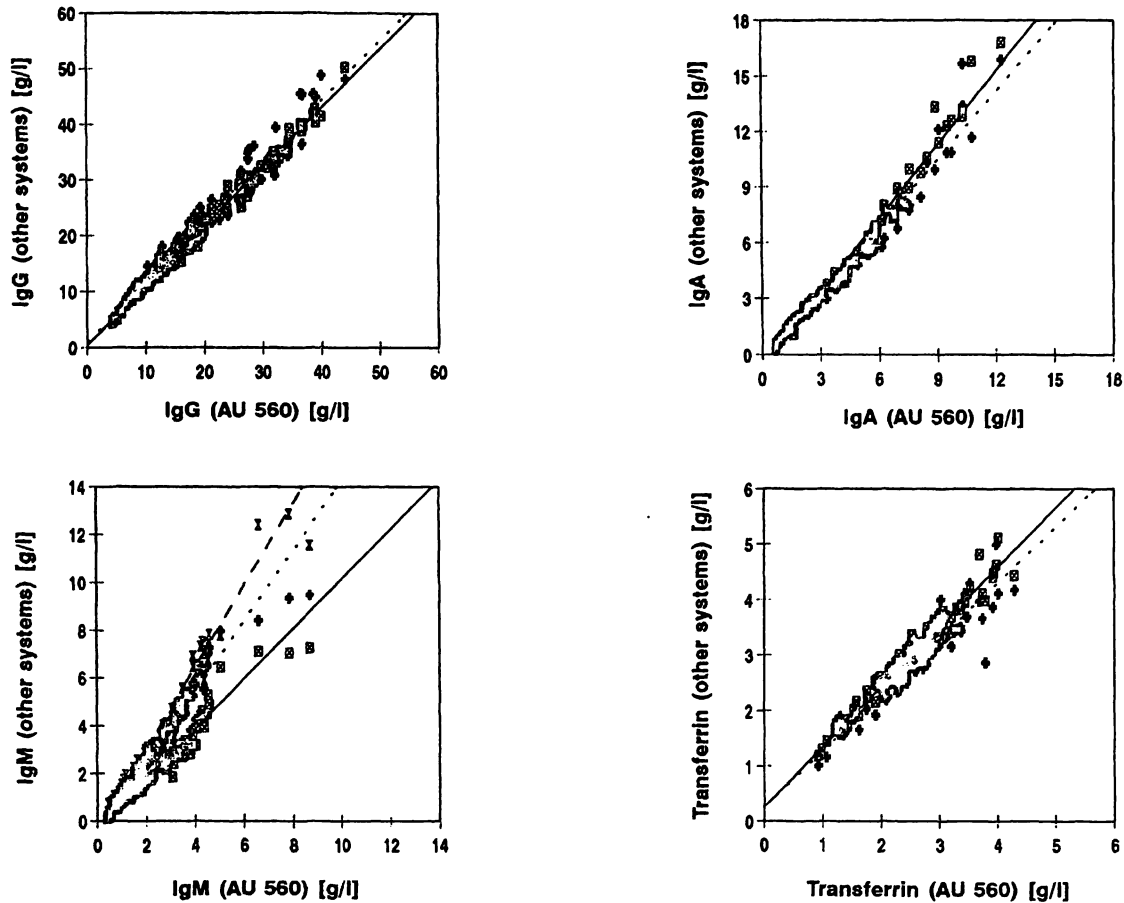 60
50
40
30
20
10
0
IgG (other systems) [g/l]
0 10 20 30 40 50 60
IgG (AU 560) [g/l]
18
15
12
9
6
3
0
IgA (other systems) [g/l]
0 3 6 9 12 15 18
IgA (AU 560) [g/l]
14
12
10
8
6
4
2
0
IgM (other systems) [g/l]
0 2 4 6 8 10 12 14
IgM (AU 560) [g/l]
6
5
4
3
2
1
0
Transferrin (other systems) [g/l]
0 1 2 3 4 5 6
Transferrin (AU 560) [g/l]